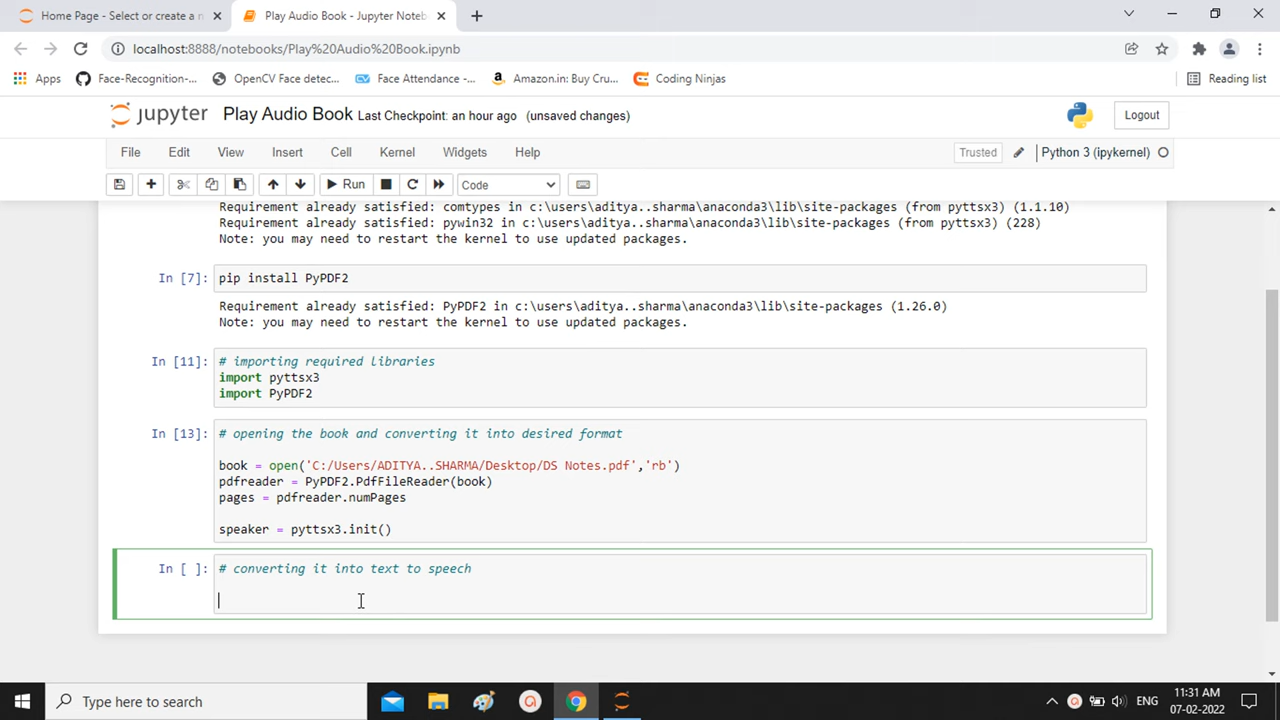 Home Page - Select or create a n
Play Audio Book - Jupyter Notebo
localhost:8888/notebooks/Play%20Audio%20Book.ipynb
Apps
Face-Recognition-...
OpenCV Face detec...
Face Attendance -...
Amazon.in: Buy Cru...
Coding Ninjas
Reading list
jupyter
Play Audio Book Last Checkpoint: an hour ago (unsaved changes)
Logout
File Edit View Insert Cell Kernel Widgets Help
Trusted
Python 3 (ipykernel)
Run
Code
Requirement already satisfied: comtypes in c:\users\aditya..sharma\anaconda3\lib\site-packages (from pyttsx3) (1.1.10)
Requirement already satisfied: pywin32 in c:\users\aditya..sharma\anaconda3\lib\site-packages (from pyttsx3) (228)
Note: you may need to restart the kernel to use updated packages.
In [7]: pip install PyPDF2
Requirement already satisfied: PyPDF2 in c:\users\aditya..sharma\anaconda3\lib\site-packages (1.26.0)
Note: you may need to restart the kernel to use updated packages.
In [11]: # importing required libraries
import pyttsx3
import PyPDF2
In [13]: # opening the book and converting it into desired format
book = open('C:/Users/ADITYA..SHARMA/Desktop/DS Notes.pdf','rb')
pdfreader = PyPDF2.PdfFileReader(book)
pages = pdfreader.numPages
speaker = pyttsx3.init()
In [ ]: # converting it into text to speech
Type here to search
ENG
11:31 AM
07-02-2022